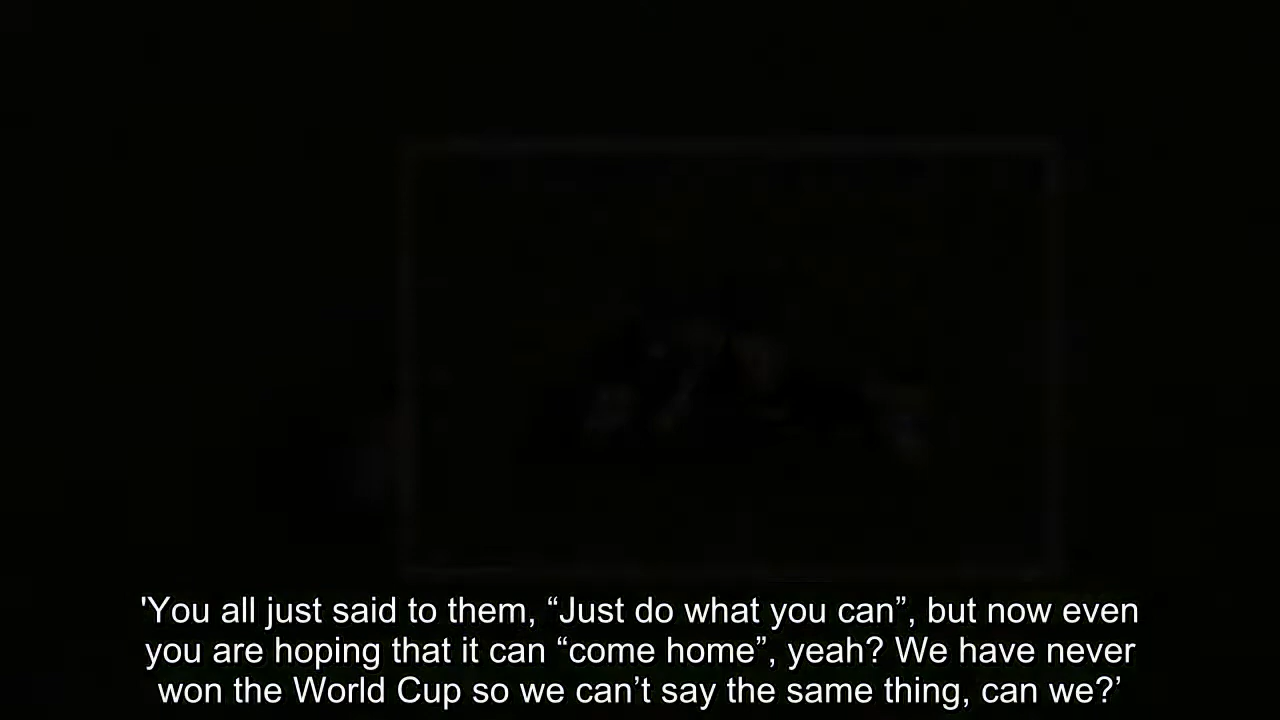 'You all just said to them, “Just do what you can”, but now even
you are hoping that it can “come home”, yeah? We have never
won the World Cup so we can’t say the same thing, can we?’